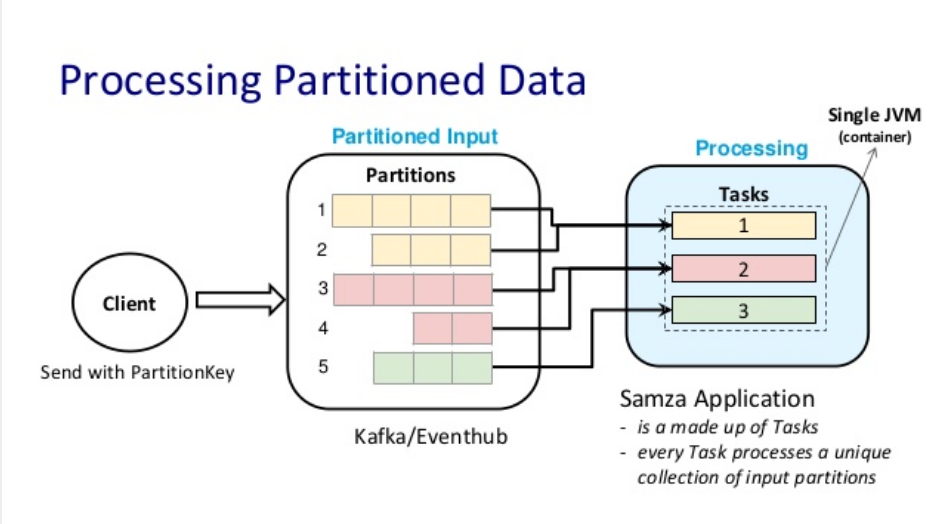 Processing Partitioned Data
Partitioned Input
Partitions
1
2
3
4
5
Client
Send with PartitionKey
Kafka/Eventhub
Single JVM
(container)
Processing
Tasks
1
2
3
Samza Application
- is a made up of Tasks
- every Task processes a unique
collection of input partitions